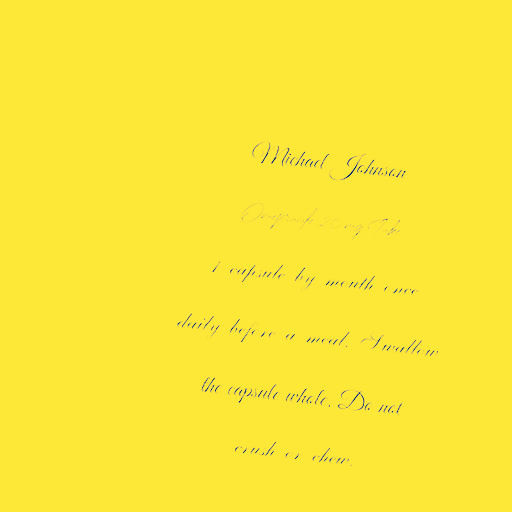 Michael Johnson
Take
1 capsule by mouth once
daily before a meal. Swallow
the capsule whole. Do not
crush or chew.